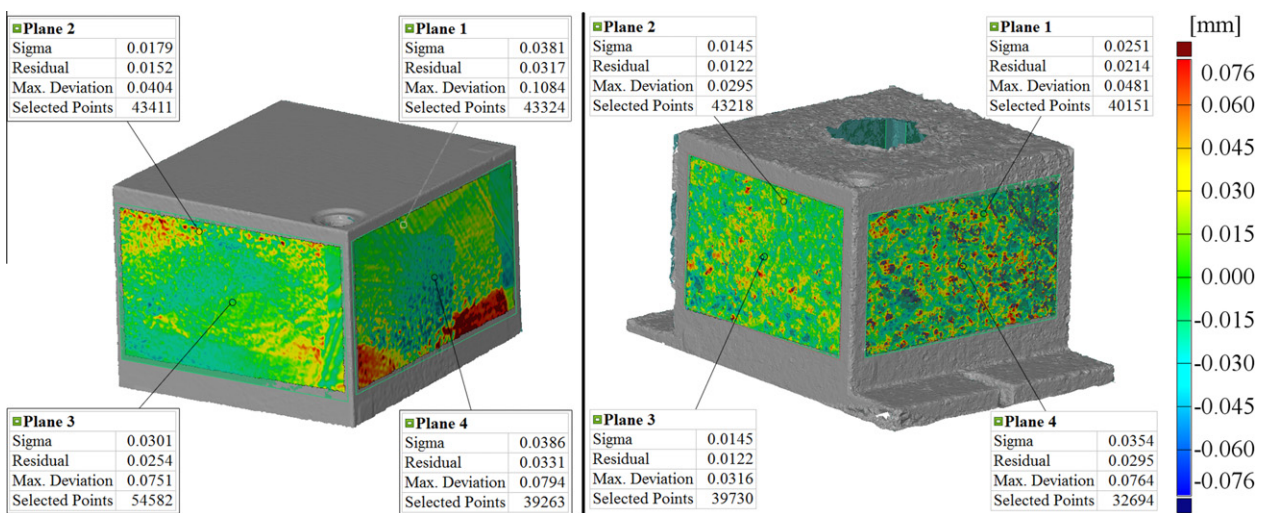 Plane 2
Sigma 0.0179
Residual 0.0152
Max. Deviation 0.0404
Selected Points 43411
Plane 1
Sigma 0.0381
Residual 0.0317
Max. Deviation 0.1084
Selected Points 43324
Plane 3
Sigma 0.0301
Residual 0.0254
Max. Deviation 0.0751
Selected Points 54582
Plane 4
Sigma 0.0386
Residual 0.0331
Max. Deviation 0.0794
Selected Points 39263
Plane 2
Sigma 0.0145
Residual 0.0122
Max. Deviation 0.0295
Selected Points 43218
Plane 1
Sigma 0.0251
Residual 0.0214
Max. Deviation 0.0481
Selected Points 40151
Plane 3
Sigma 0.0145
Residual 0.0122
Max. Deviation 0.0316
Selected Points 39730
Plane 4
Sigma 0.0354
Residual 0.0295
Max. Deviation 0.0764
Selected Points 32694
[mm]
0.076
0.060
0.045
0.030
0.015
0.000
-0.015
-0.030
-0.045
-0.060
-0.076